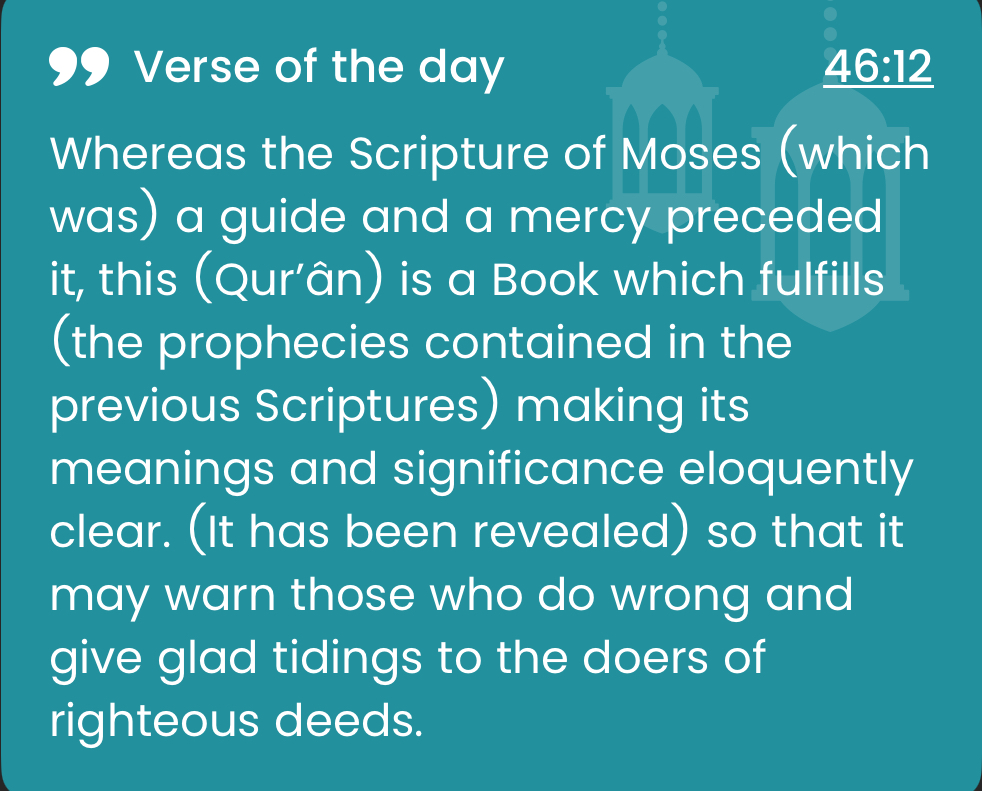 ❞ Verse of the day 46:12
Whereas the Scripture of Moses (which
was) a guide and a mercy preceded
it, this (Qur’ân) is a Book which fulfills
(the prophecies contained in the
previous Scriptures) making its
meanings and significance eloquently
clear. (It has been revealed) so that it
may warn those who do wrong and
give glad tidings to the doers of
righteous deeds.